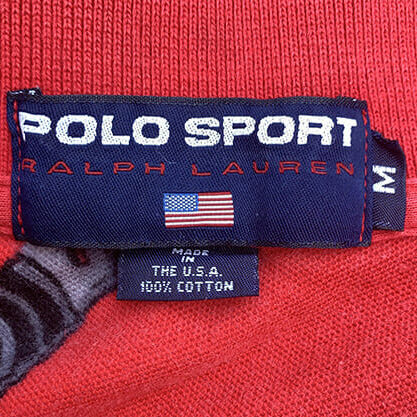 POLO SPORT
RALPH LAUREN
M
MADE
IN
THE U.S.A.
100% COTTON